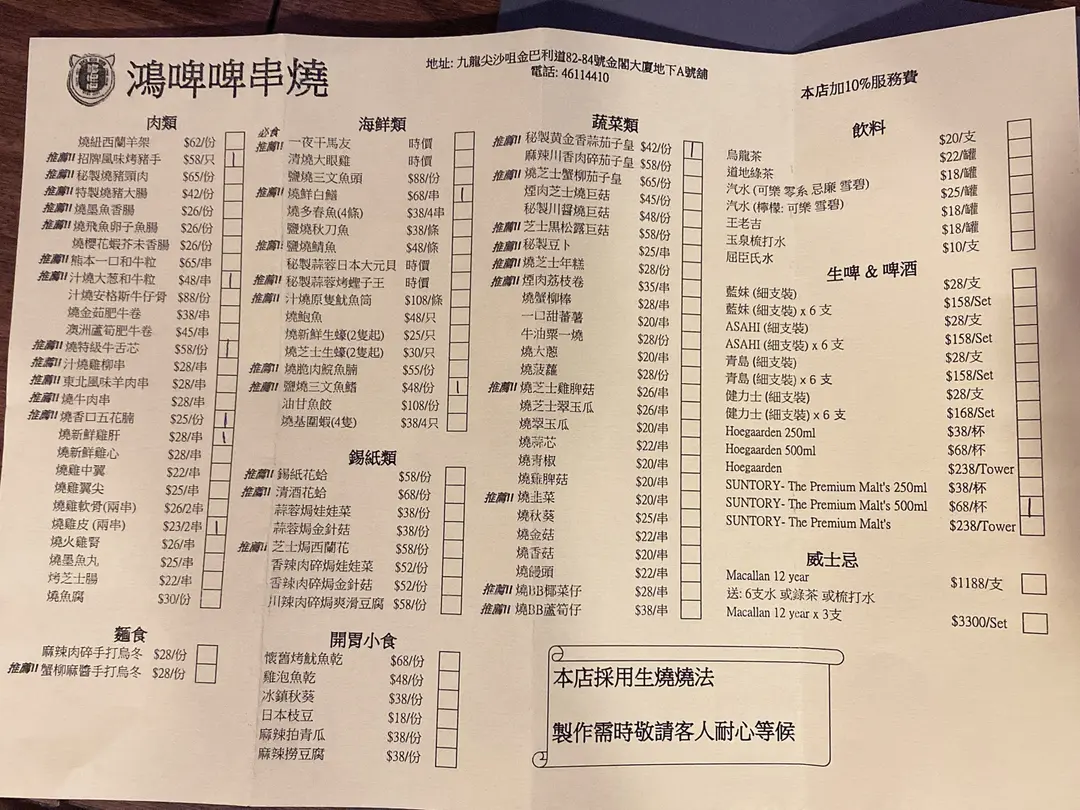 鴻啤啤串燒
地址: 九龍尖沙咀金巴利道82-84號金閣大廈地下A號舖
電話: 46114410
本店加10%服務費
肉類
燒紐西蘭羊架 $62/份
推薦!! 招牌風味烤豬手 $58/只
推薦!! 秘製燒豬頸肉 $65/份
推薦!! 特製燒豬大腸 $42/份
推薦!! 燒墨魚香腸 $26/份
推薦!! 燒飛魚卵子魚腸 $26/份
燒櫻花蝦芥末香腸 $26/份
推薦!! 熊本一口和牛粒 $65/串
推薦!! 汁燒大蔥和牛粒 $48/串
汁燒安格斯牛仔骨 $88/份
燒金茹肥牛卷 $38/串
澳洲蘆筍肥牛卷 $45/串
推薦!! 燒特級牛舌芯 $58/份
推薦!! 汁燒雞柳串 $28/串
推薦!! 東北風味羊肉串 $28/串
推薦!! 燒牛肉串 $28/串
推薦!! 燒香口五花腩 $25/份
燒新鮮雞肝 $28/串
燒新鮮雞心 $28/串
燒雞中翼 $22/串
燒雞翼尖 $25/串
燒雞軟骨(兩串) $26/2串
燒雞皮 (兩串) $23/2串
燒火雞腎 $26/串
燒墨魚丸 $25/串
烤芝士腸 $22/串
燒魚腐 $30/份
麵食
麻辣肉碎手打烏冬 $28/份
推薦!! 蟹柳麻醬手打烏冬 $28/份
海鮮類
必食
推薦!! 一夜干馬友 時價
清燒大眼雞 時價
鹽燒三文魚頭 $88/份
推薦!! 燒鮮白鱔 $68/串
燒多春魚(4條) $38/4串
鹽燒秋刀魚 $38/條
推薦!! 鹽燒鯖魚 $48/條
秘製蒜蓉日本大元貝 時價
推薦!! 秘製蒜蓉烤蟶子王 時價
推薦!! 汁燒原隻魷魚筒 $108/條
燒鮑魚 $48/只
燒新鮮生蠔(2隻起) $25/只
燒芝士生蠔(2隻起) $30/只
推薦!! 燒脆肉鯇魚腩 $55/份
推薦!! 鹽燒三文魚鰭 $48/份
油甘魚餃 $108/份
燒基圍蝦(4隻) $38/4只
錫紙類
推薦!! 錫紙花蛤 $58/份
推薦!! 清酒花蛤 $68/份
蒜蓉焗娃娃菜 $38/份
蒜蓉焗金針菇 $38/份
推薦!! 芝士焗西蘭花 $58/份
香辣肉碎焗娃娃菜 $52/份
香辣肉碎焗金針菇 $52/份
川辣肉碎焗爽滑豆腐 $58/份
開胃小食
懷舊烤魷魚乾 $68/份
雞泡魚乾 $48/份
冰鎮秋葵 $38/份
日本枝豆 $18/份
麻辣拍青瓜 $38/份
麻辣撈豆腐 $38/份
蔬菜類
推薦!! 秘製黃金香蒜茄子皇 $42/份
麻辣川香肉碎茄子皇 $58/份
推薦!! 燒芝士蟹柳茄子皇 $65/份
煙肉芝士燒巨菇 $45/份
秘製川醬燒巨菇 $48/份
推薦!! 芝士黑松露巨菇 $58/份
推薦!! 秘製豆卜 $25/串
推薦!! 燒芝士年糕 $28/份
推薦!! 煙肉荔枝卷 $35/串
燒蟹柳棒 $28/串
一口甜蕃薯 $20/串
牛油粟一燒 $28/份
燒大蔥 $20/串
燒菠蘿 $28/份
推薦!! 燒芝士雞脾菇 $26/串
燒芝士翠玉瓜 $26/串
燒翠玉瓜 $20/串
燒蒜芯 $22/串
燒青椒 $20/串
燒雞脾菇 $20/串
推薦!! 燒韭菜 $20/串
燒秋葵 $25/串
燒金菇 $22/串
燒香菇 $20/串
燒饅頭 $22/串
推薦!! 燒BB椰菜仔 $28/串
推薦!! 燒BB蘆筍仔 $38/串
飲料
烏龍茶 $20/支
道地綠茶 $22/罐
汽水 (可樂 零系 忌廉 雪碧) $18/罐
汽水 (檸檬: 可樂 雪碧) $25/罐
王老吉 $18/罐
玉泉梳打水 $18/罐
屈臣氏水 $10/支
生啤 & 啤酒
藍妹 (細支裝) $28/支
藍妹 (細支裝) x 6 支 $158/Set
ASAHI (細支裝) $28/支
ASAHI (細支裝) x 6 支 $158/Set
青島 (細支裝) $28/支
青島 (細支裝) x 6 支 $158/Set
健力士 (細支裝) $28/支
健力士 (細支裝) x 6 支 $168/Set
Hoegaarden 250ml $38/杯
Hoegaarden 500ml $68/杯
Hoegaarden $238/Tower
SUNTORY- The Premium Malt's 250ml $38/杯
SUNTORY- The Premium Malt's 500ml $68/杯
SUNTORY- The Premium Malt's $238/Tower
威士忌
Macallan 12 year $1188/支
送: 6支水 或綠茶 或梳打水
Macallan 12 year x 3支 $3300/Set
本店採用生燒燒法
製作需時敬請客人耐心等候